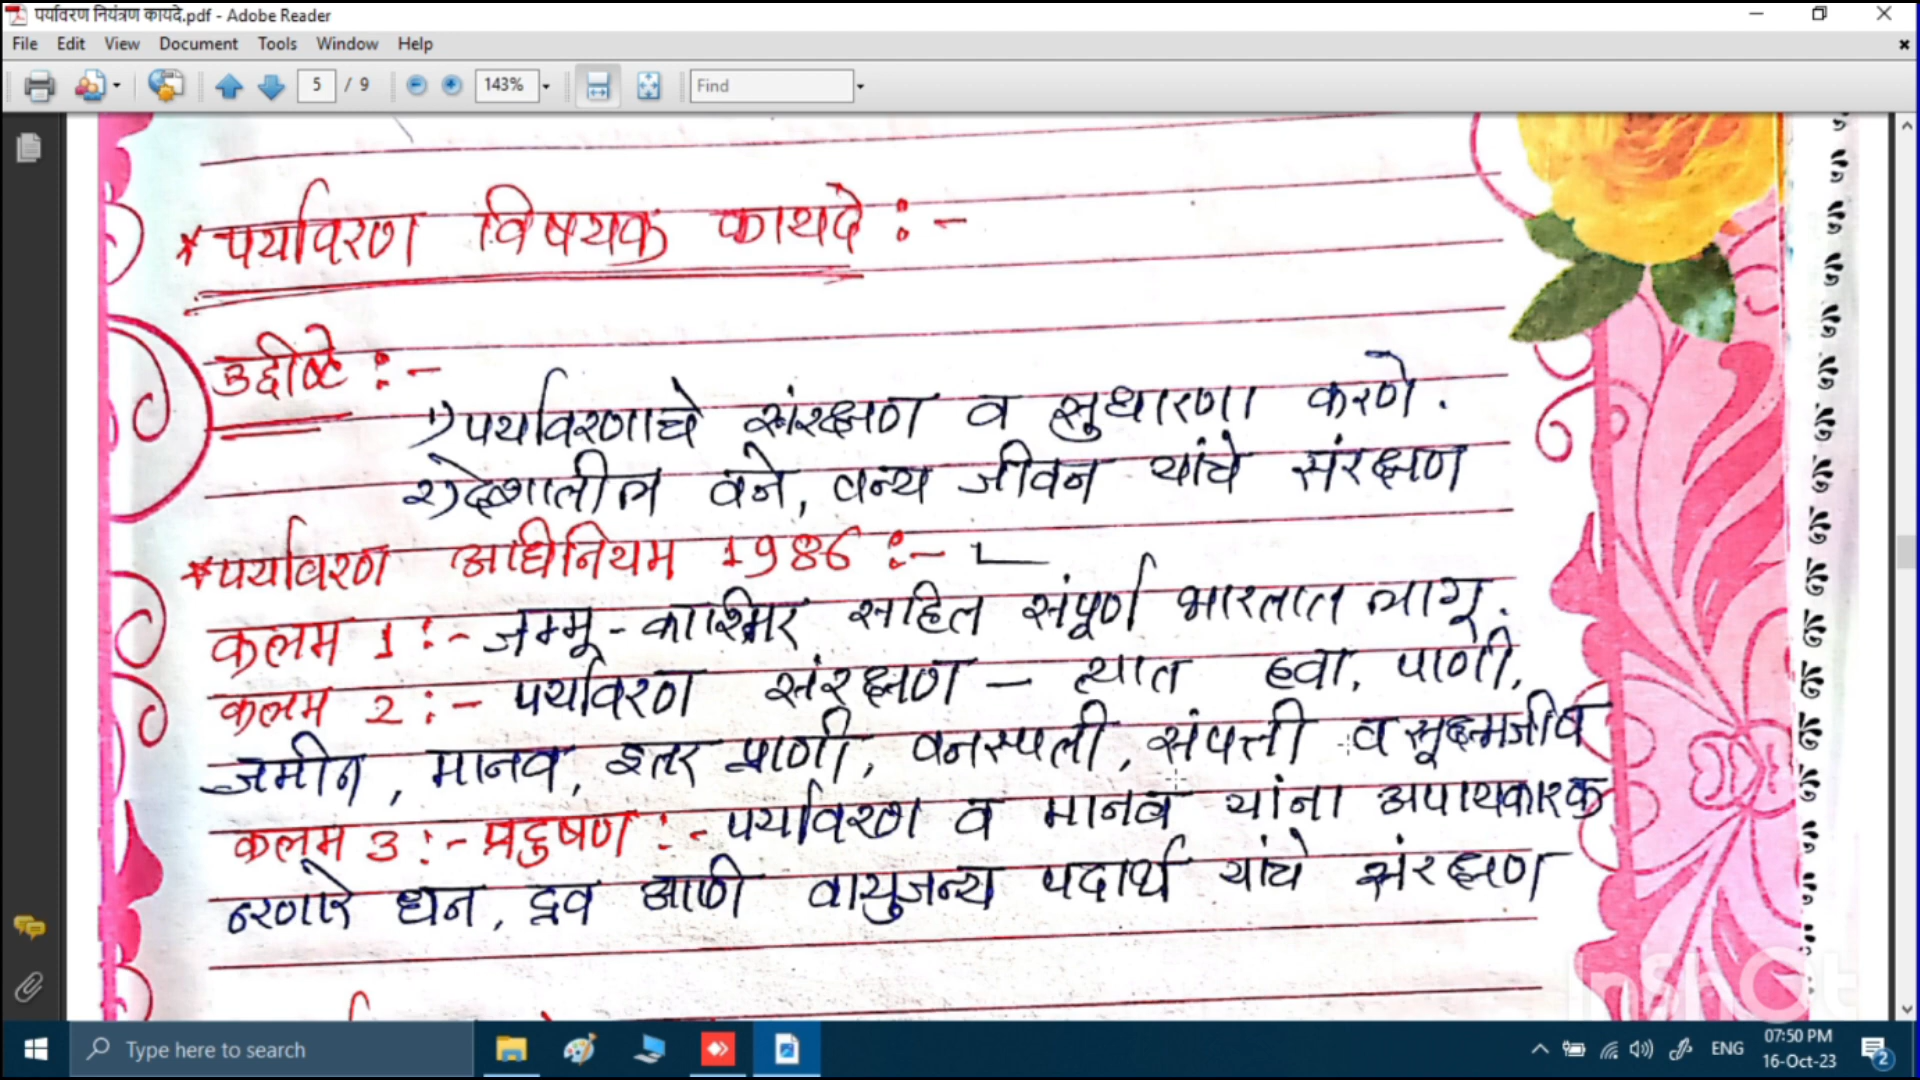 पर्यावरण नियंत्रण कायदे.pdf - Adobe Reader
File Edit View Document Tools Window Help
5 / 9 143% Find
* पर्यावरण विषयक कायदे :-
उद्दीष्टे :-
१) पर्यावरणाचे संरक्षण व सुधारणा करणे.
२) देशातील वने, वन्य जीवन यांचे संरक्षण
* पर्यावरण अधिनियम 1986 :-
कलम 1 :- जम्मू - काश्मिर सहित संपूर्ण भारतात लागू.
कलम 2 :- पर्यावरण संरक्षण - त्यात हवा, पाणी,
जमीन, मानव, इतर प्राणी, वनस्पती, संपत्ती व सूक्ष्मजीव
कलम 3 :- प्रदुषण :- पर्यावरण व मानव यांना अपायकारक
ठरणारे घन, द्रव आणी वायुजन्य पदार्थ यांचे संरक्षण
InShOt
Type here to search
ENG
07:50 PM
16-Oct-23
2